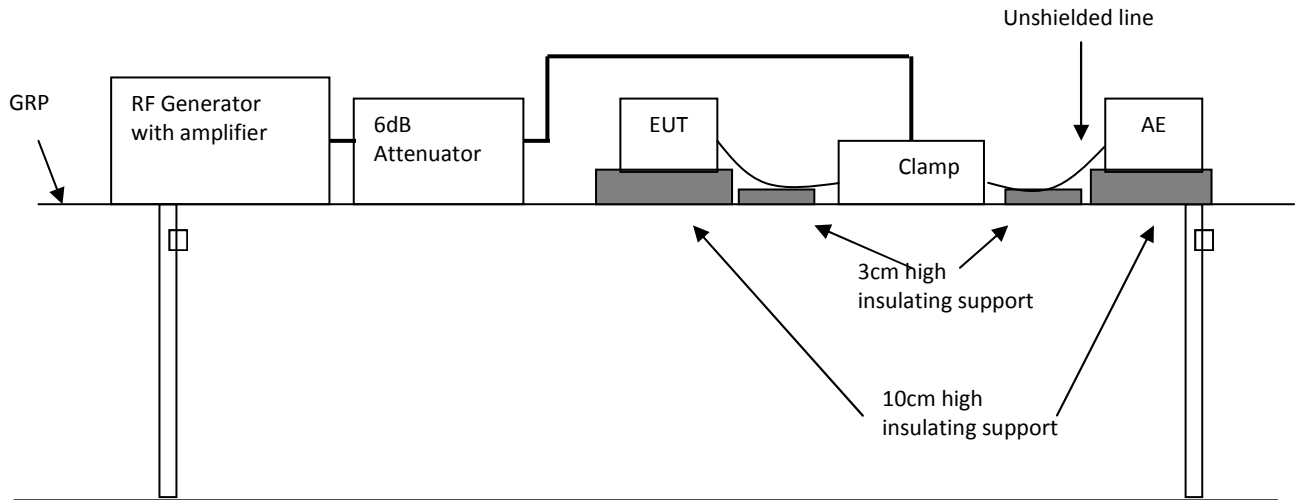 Unshielded line
GRP
RF Generator
with amplifier
6dB
Attenuator
EUT
Clamp
AE
3cm high
insulating support
10cm high
insulating support